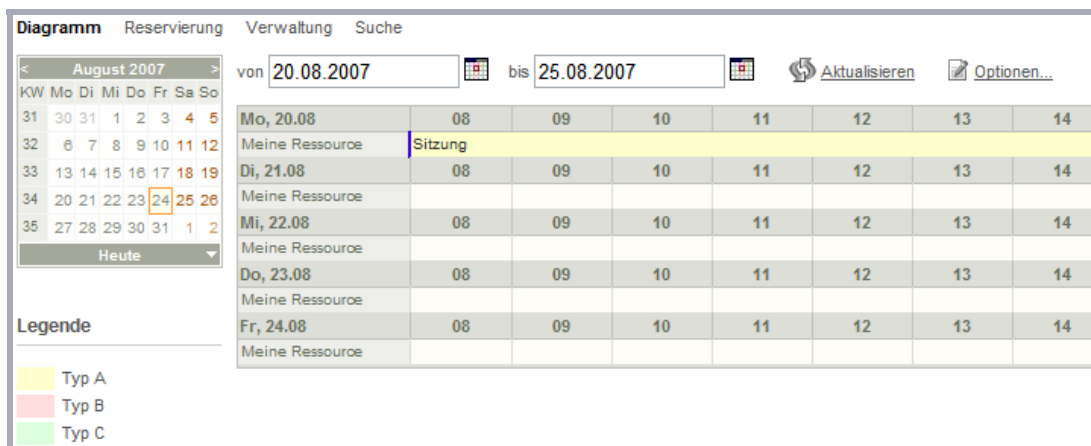 Diagramm Reservierung Verwaltung Suche
< August 2007 >
KW Mo Di Mi Do Fr Sa So
31 30 31 1 2 3 4 5
32 6 7 8 9 10 11 12
33 13 14 15 16 17 18 19
34 20 21 22 23 24 25 26
35 27 28 29 30 31 1 2
Heute
von 20.08.2007 bis 25.08.2007 Aktualisieren Optionen...
Mo, 20.08 08 09 10 11 12 13 14
Meine Ressource Sitzung
Di, 21.08 08 09 10 11 12 13 14
Meine Ressource
Mi, 22.08 08 09 10 11 12 13 14
Meine Ressource
Do, 23.08 08 09 10 11 12 13 14
Meine Ressource
Fr, 24.08 08 09 10 11 12 13 14
Meine Ressource
Legende
Typ A
Typ B
Typ C